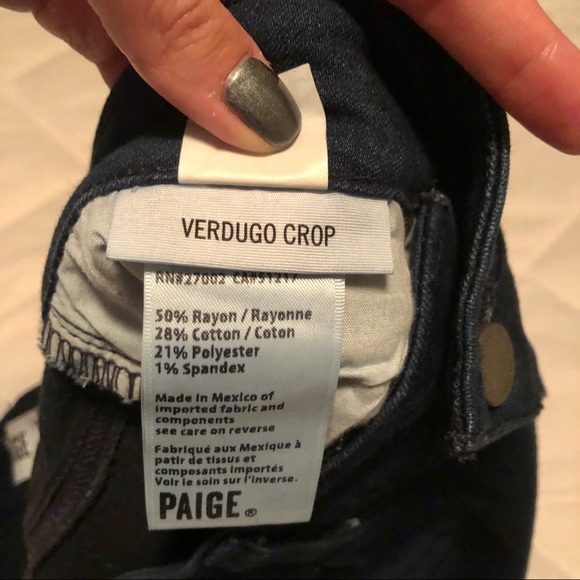 VERDUGO CROP
RN#27002 CA#51217
50% Rayon / Rayonne
28% Cotton / Coton
21% Polyester
1% Spandex
Made in Mexico of
imported fabric and
components
see care on reverse
Fabriqué aux Mexique à
patir de tissus et
composants importés
Voir le soin sur l'inverse.
PAIGE®